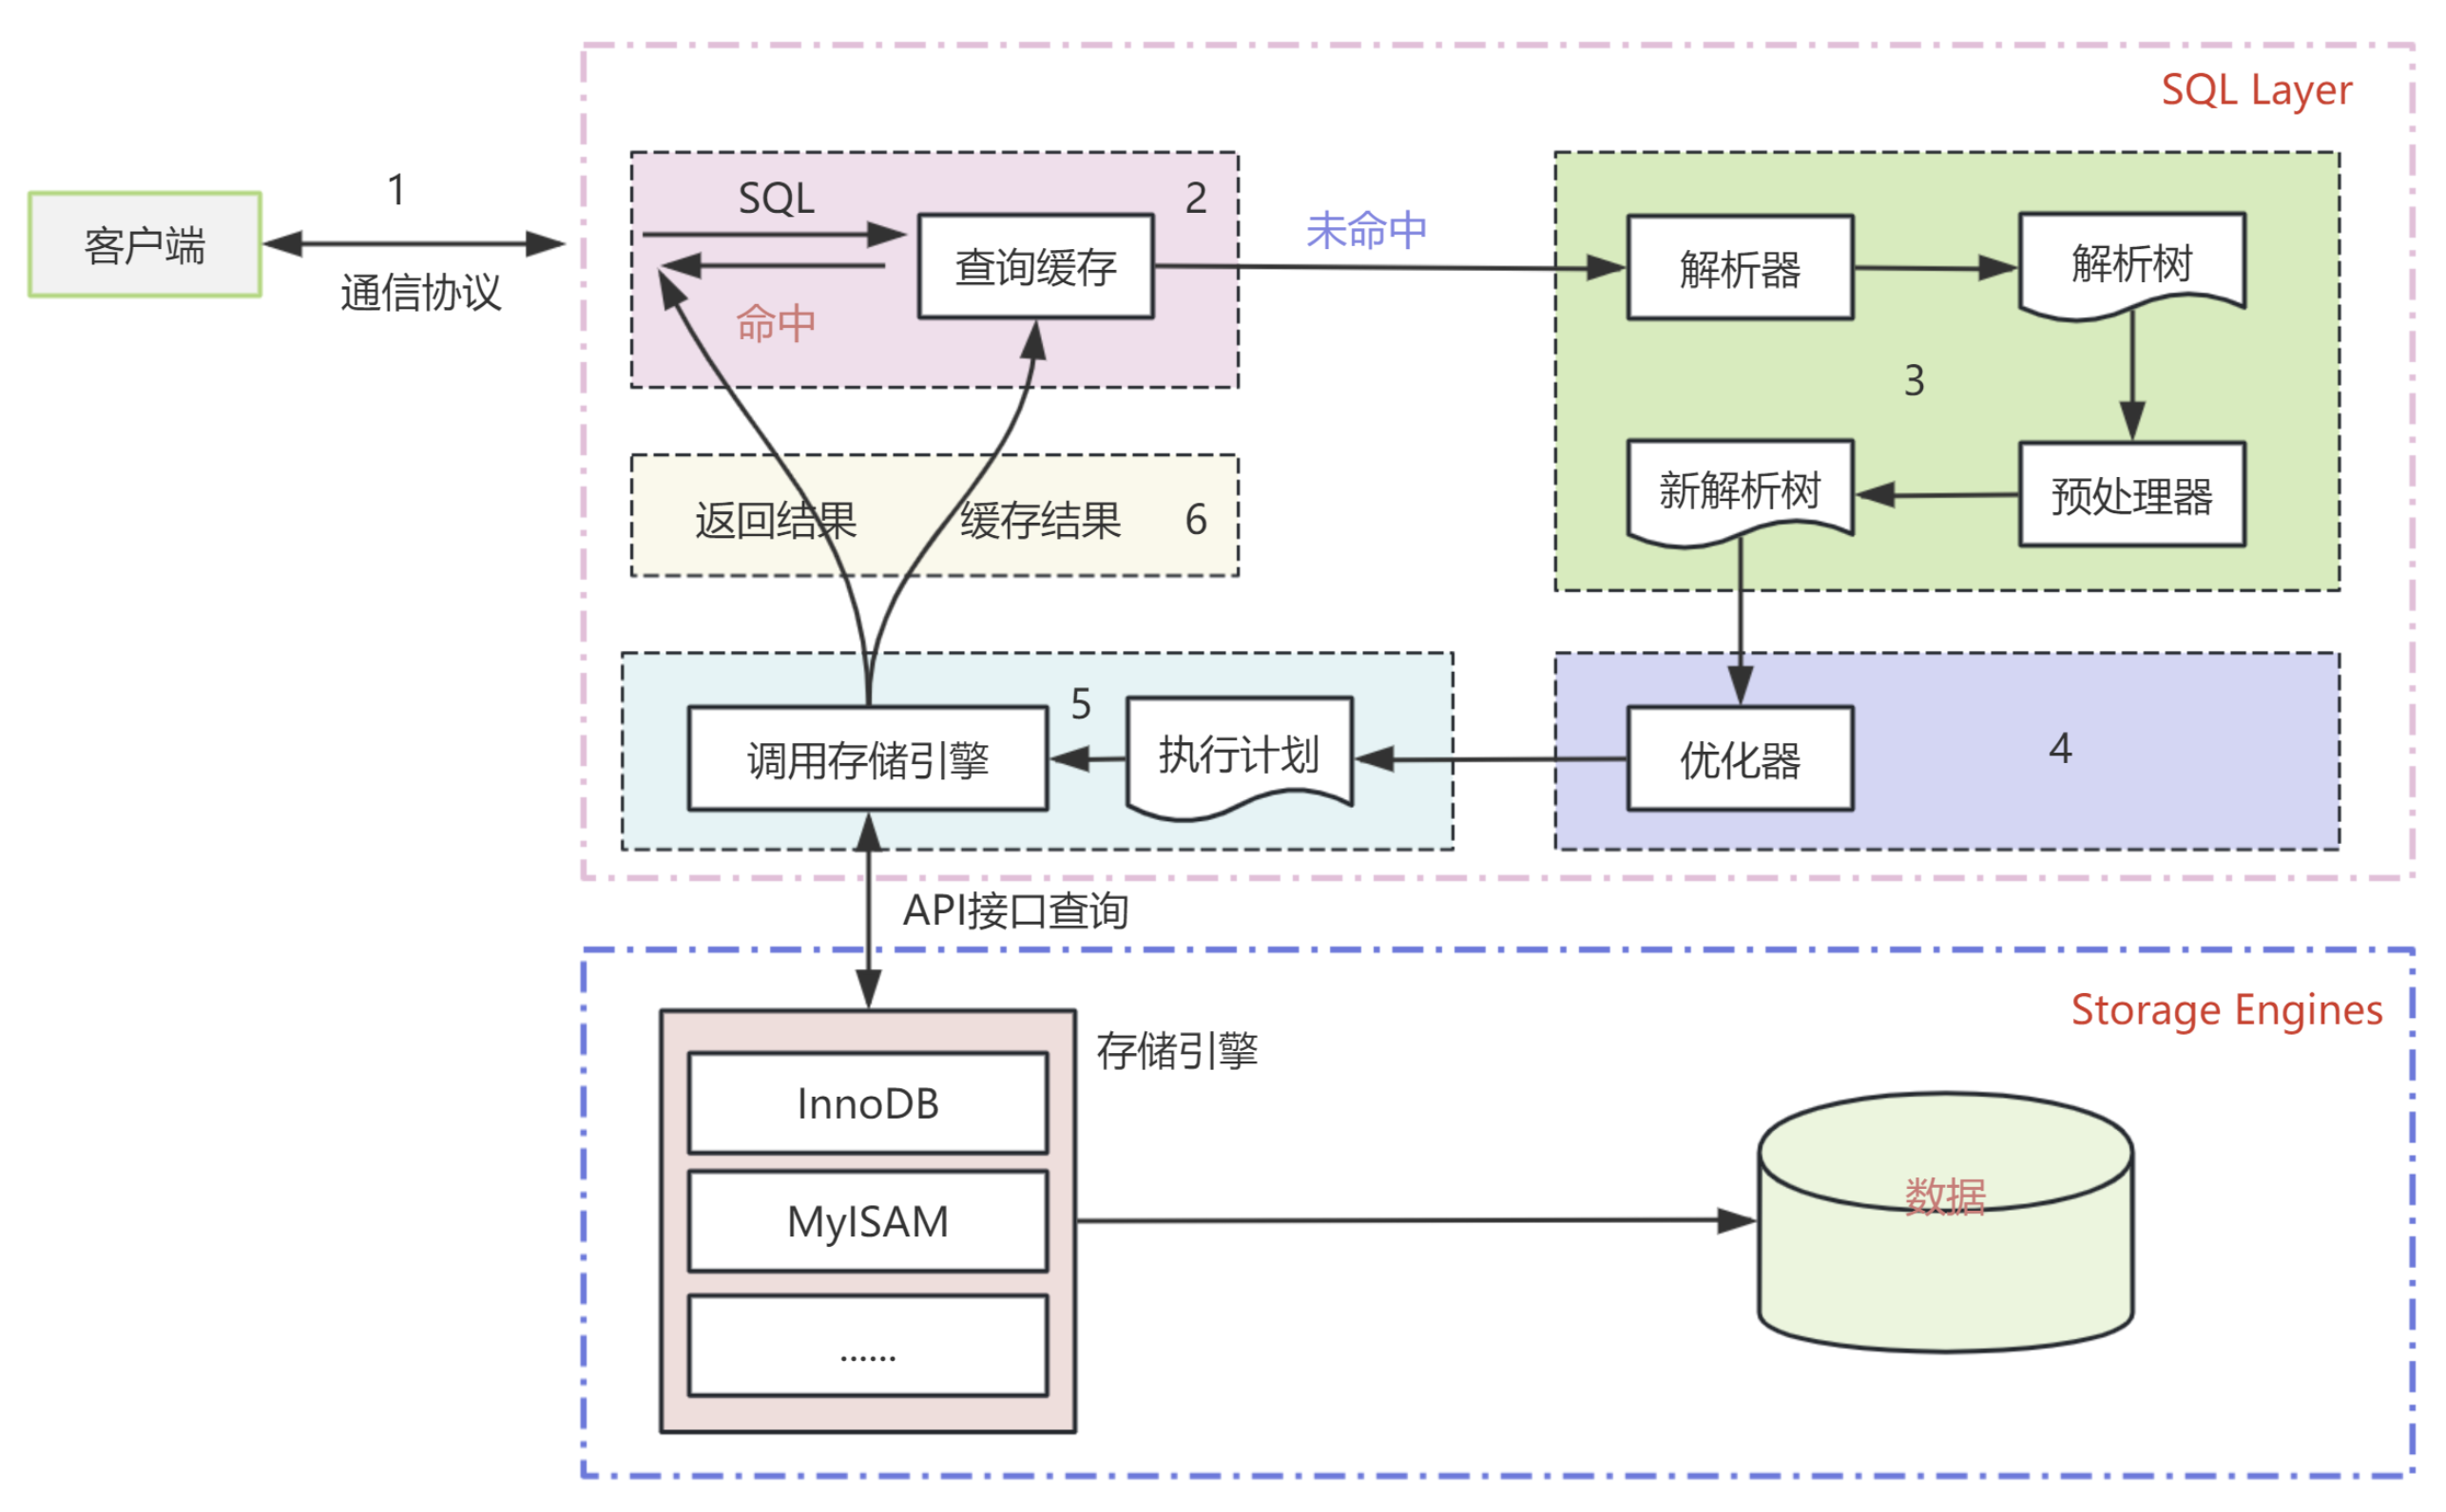 SQL Layer
1
客户端
通信协议
SQL
2
查询缓存
命中
未命中
解析器
解析树
3
新解析树
预处理器
返回结果
缓存结果
6
调用存储引擎
5
执行计划
优化器
4
API接口查询
Storage Engines
存储引擎
InnoDB
MyISAM
......
数据